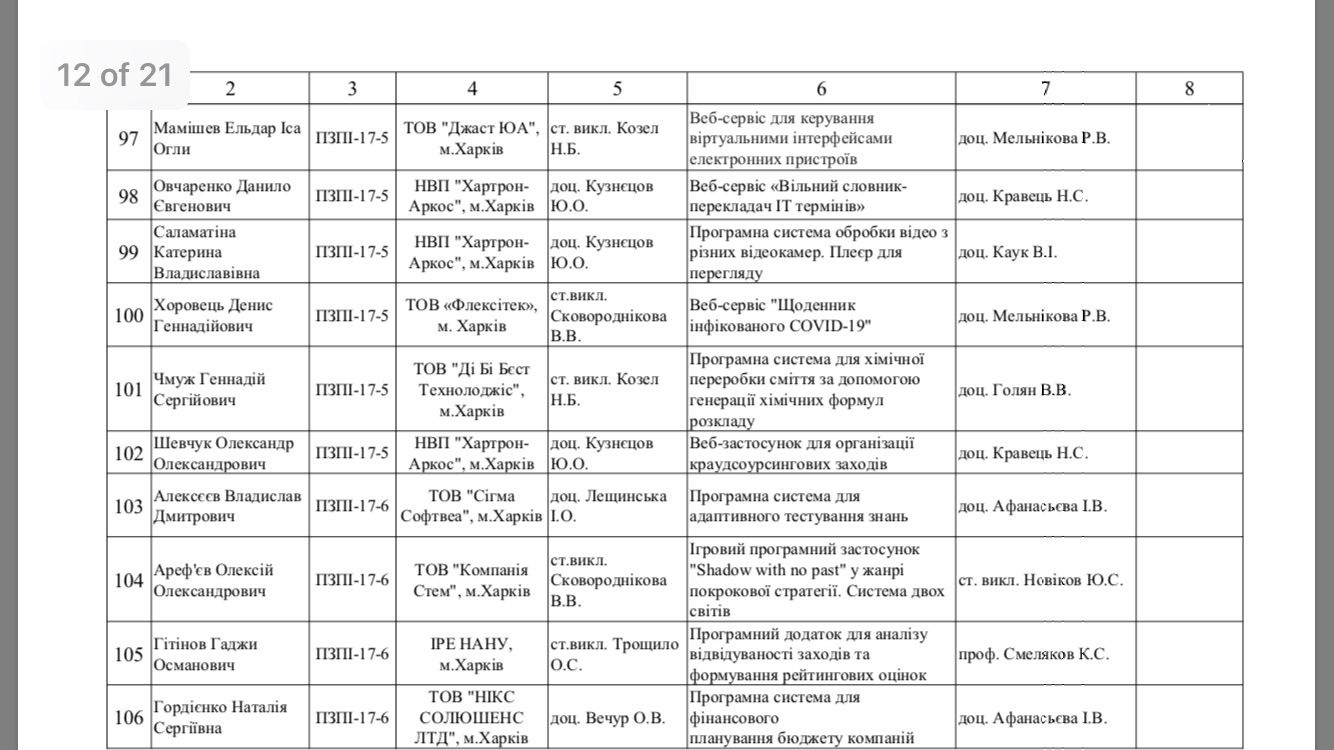 12 of 21
2 3 4 5 6 7 8
97 Мамішев Ельдар Іса Огли ПЗПІ-17-5 ТОВ "Джаст ЮА", м.Харків ст. викл. Козел Н.Б. Веб-сервіс для керування віртуальними інтерфейсами електронних пристроїв доц. Мельнікова Р.В.
98 Овчаренко Данило Євгенович ПЗПІ-17-5 НВП "Хартрон-Аркос", м.Харків доц. Кузнєцов Ю.О. Веб-сервіс «Вільний словник-перекладач ІТ термінів» доц. Кравець Н.С.
99 Саламатіна Катерина Владиславівна ПЗПІ-17-5 НВП "Хартрон-Аркос", м.Харків доц. Кузнєцов Ю.О. Програмна система обробки відео з різних відеокамер. Плеєр для перегляду доц. Каук В.І.
100 Хоровець Денис Геннадійович ПЗПІ-17-5 ТОВ «Флексітек», м. Харків ст.викл. Сковороднікова В.В. Веб-сервіс "Щоденник інфікованого COVID-19" доц. Мельнікова Р.В.
101 Чмуж Геннадій Сергійович ПЗПІ-17-5 ТОВ "Ді Бі Бест Технолоджіс", м.Харків ст. викл. Козел Н.Б. Програмна система для хімічної переробки сміття за допомогою генерації хімічних формул розкладу доц. Голян В.В.
102 Шевчук Олександр Олександрович ПЗПІ-17-5 НВП "Хартрон-Аркос", м.Харків доц. Кузнєцов Ю.О. Веб-застосунок для організації краудсоурсингових заходів доц. Кравець Н.С.
103 Алексєєв Владислав Дмитрович ПЗПІ-17-6 ТОВ "Сігма Софтвеа", м.Харків доц. Лещинська І.О. Програмна система для адаптивного тестування знань доц. Афанасьєва І.В.
104 Ареф'єв Олексій Олександрович ПЗПІ-17-6 ТОВ "Компанія Стем", м.Харків ст.викл. Сковороднікова В.В. Ігровий програмний застосунок "Shadow with no past" у жанрі покрокової стратегії. Система двох світів ст. викл. Новіков Ю.С.
105 Гітінов Гаджи Османович ПЗПІ-17-6 ІРЕ НАНУ, м.Харків ст.викл. Трощило О.С. Програмний додаток для аналізу відвідуваності заходів та формування рейтингових оцінок проф. Смеляков К.С.
106 Гордієнко Наталія Сергіївна ПЗПІ-17-6 ТОВ "НІКС СОЛЮШЕНС ЛТД", м.Харків доц. Вечур О.В. Програмна система для фінансового планування бюджету компаній доц. Афанасьєва І.В.